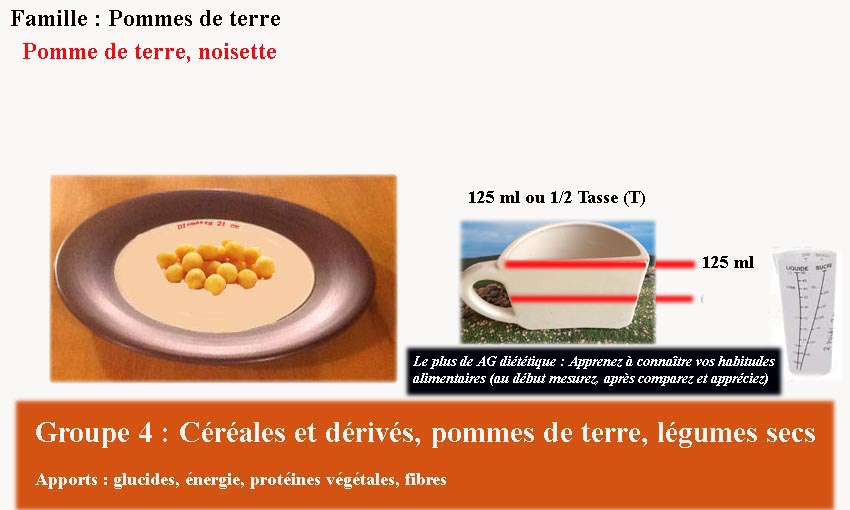 Famille : Pommes de terre
Pomme de terre, noisette
Diamètre 21 cm
125 ml ou 1/2 Tasse (T)
125 ml
LIQUIDE SUCRE
Le plus de AG diététique : Apprenez à connaître vos habitudes
alimentaires (au début mesurez, après comparez et appréciez)
Groupe 4 : Céréales et dérivés, pommes de terre, légumes secs
Apports : glucides, énergie, protéines végétales, fibres